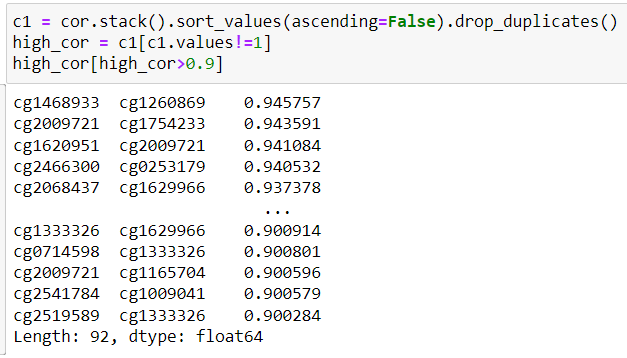 c1 = cor.stack().sort_values(ascending=False).drop_duplicates()
high_cor = c1[c1.values!=1]
high_cor[high_cor>0.9]
cg1468933  cg1260869    0.945757
cg2009721  cg1754233    0.943591
cg1620951  cg2009721    0.941084
cg2466300  cg0253179    0.940532
cg2068437  cg1629966    0.937378
                          ...
cg1333326  cg1629966    0.900914
cg0714598  cg1333326    0.900801
cg2009721  cg1165704    0.900596
cg2541784  cg1009041    0.900579
cg2519589  cg1333326    0.900284
Length: 92, dtype: float64